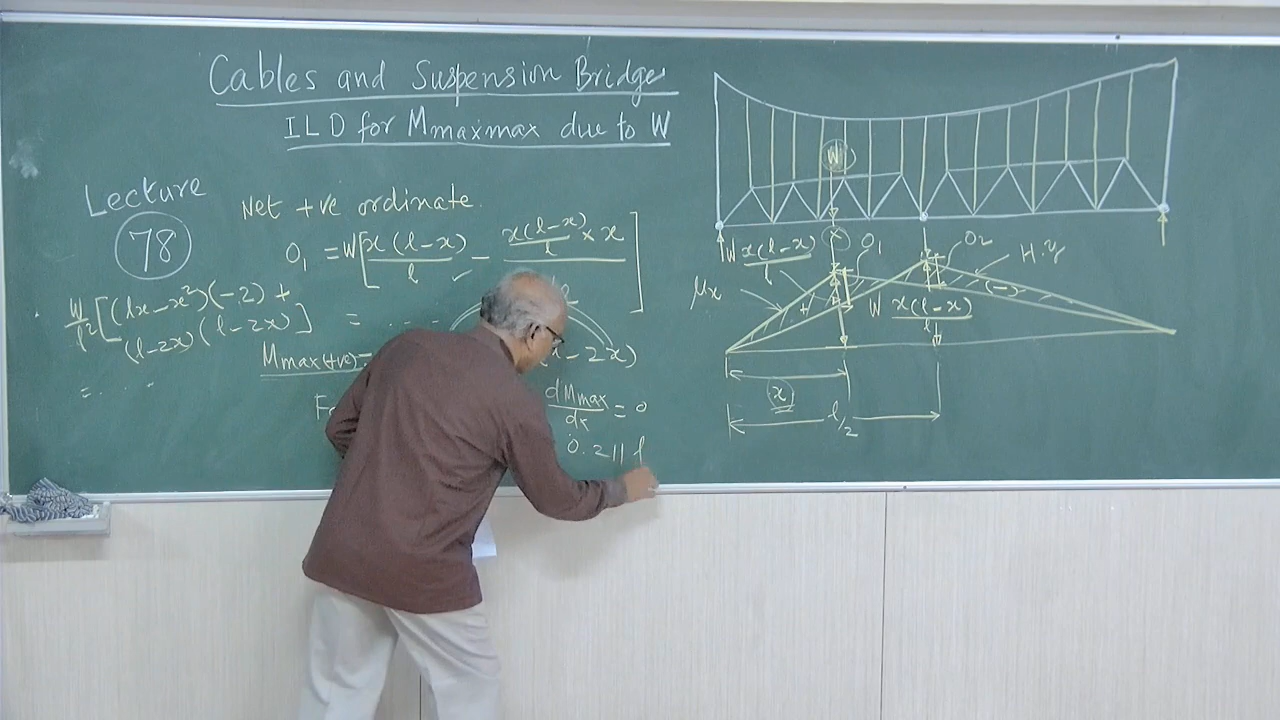 Cables and Suspension Bridge
ILD for Mmaxmax due to W
Lecture
78
Net +ve ordinate.
O₁ = W[x(l-x)/l - x(l-x)/l × x
]
W/l²[(lx-x²)(-2)+
(l-2x)(l-2x)]
= ... .
= . . . .
Mmax(+ve)=
- 2x)
dMmax/dx = 0
0.211 l
W
x
W x(l-x)/l
O₁
O₂
H.y
μx
+
(-)
W x(l-x)/l
x
l/2